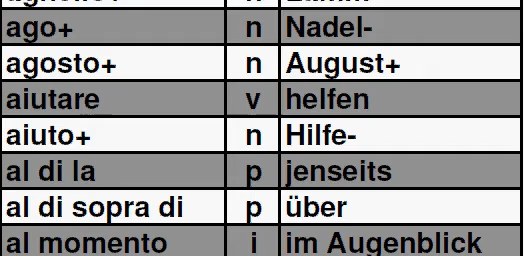 ago+ n Nadel-
agosto+ n August+
aiutare v helfen
aiuto+ n Hilfe-
al di la p jenseits
al di sopra di p über
al momento i im Augenblick